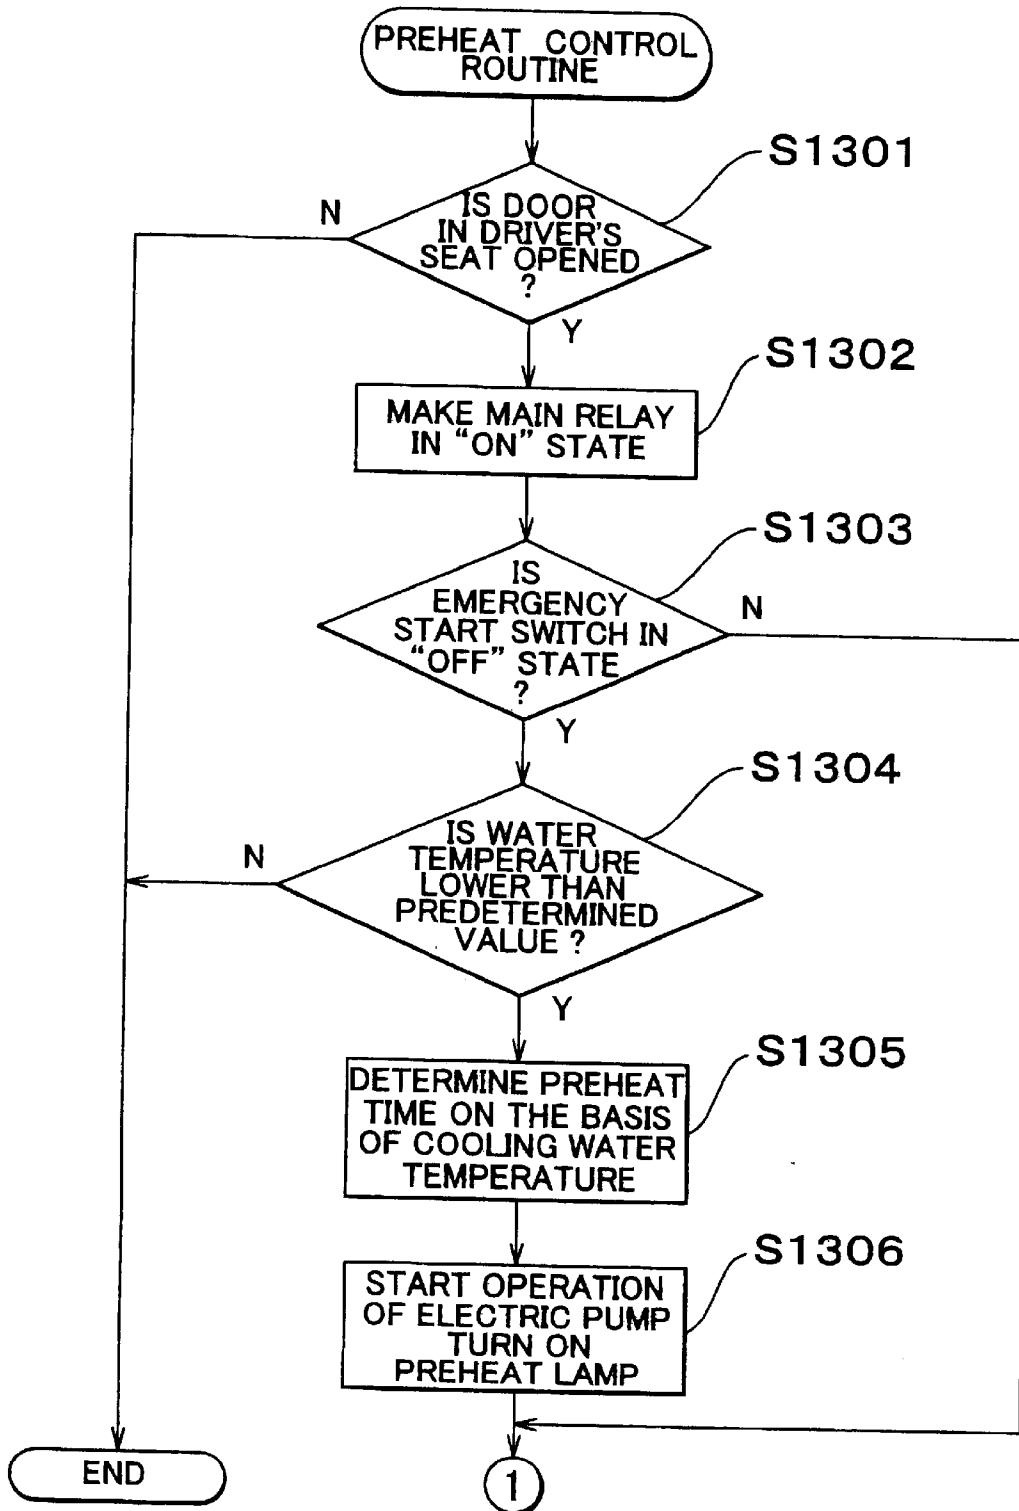 PREHEAT CONTROL
ROUTINE
S1301
N
IS DOOR
IN DRIVER'S
SEAT OPENED
?
Y
S1302
MAKE MAIN RELAY
IN “ON” STATE
S1303
IS
EMERGENCY
START SWITCH IN
“OFF” STATE
?
N
Y
S1304
N
IS WATER
TEMPERATURE
LOWER THAN
PREDETERMINED
VALUE ?
Y
S1305
DETERMINE PREHEAT
TIME ON THE BASIS
OF COOLING WATER
TEMPERATURE
S1306
START OPERATION
OF ELECTRIC PUMP
TURN ON
PREHEAT LAMP
END
1